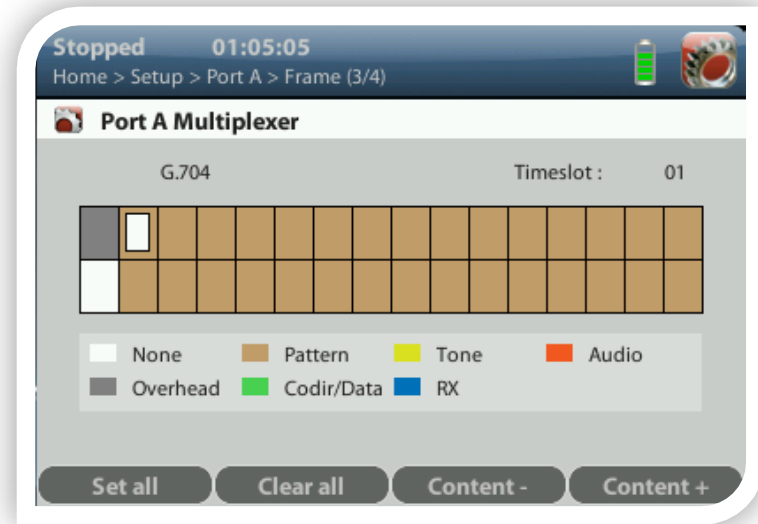 Stopped 01:05:05
Home > Setup > Port A > Frame (3/4)
Port A Multiplexer
G.704 Timeslot : 01
None Pattern Tone Audio
Overhead Codir/Data RX
Set all Clear all Content - Content +